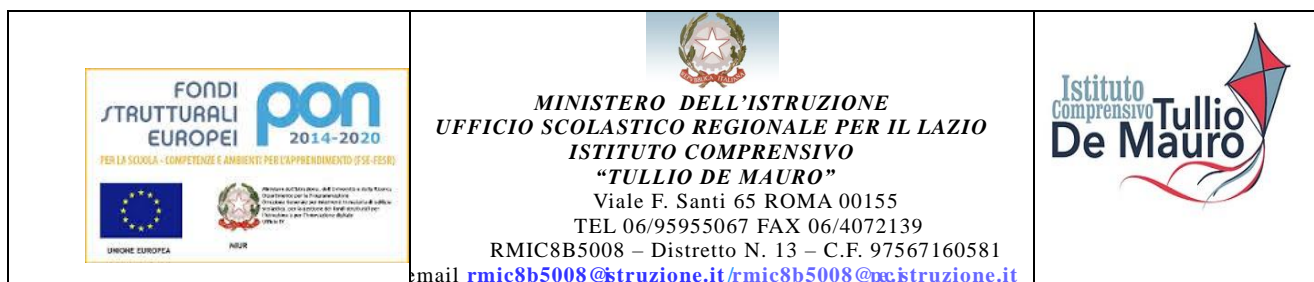 FONDI
STRUTTURALI
EUROPEI
pon
2014-2020
PER LA SCUOLA - COMPETENZE E AMBIENTI PER L'APPRENDIMENTO (FSE-FESR)
UNIONE EUROPEA
MIUR
REPVBBLICA ITALIANA
MINISTERO DELL'ISTRUZIONE
UFFICIO SCOLASTICO REGIONALE PER IL LAZIO
ISTITUTO COMPRENSIVO
“TULLIO DE MAURO”
Viale F. Santi 65 ROMA 00155
TEL 06/95955067 FAX 06/4072139
RMIC8B5008 – Distretto N. 13 – C.F. 97567160581
email rmic8b5008@istruzione.it/rmic8b5008@pec.istruzione.it
Istituto
Comprensivo Tullio
De Mauro